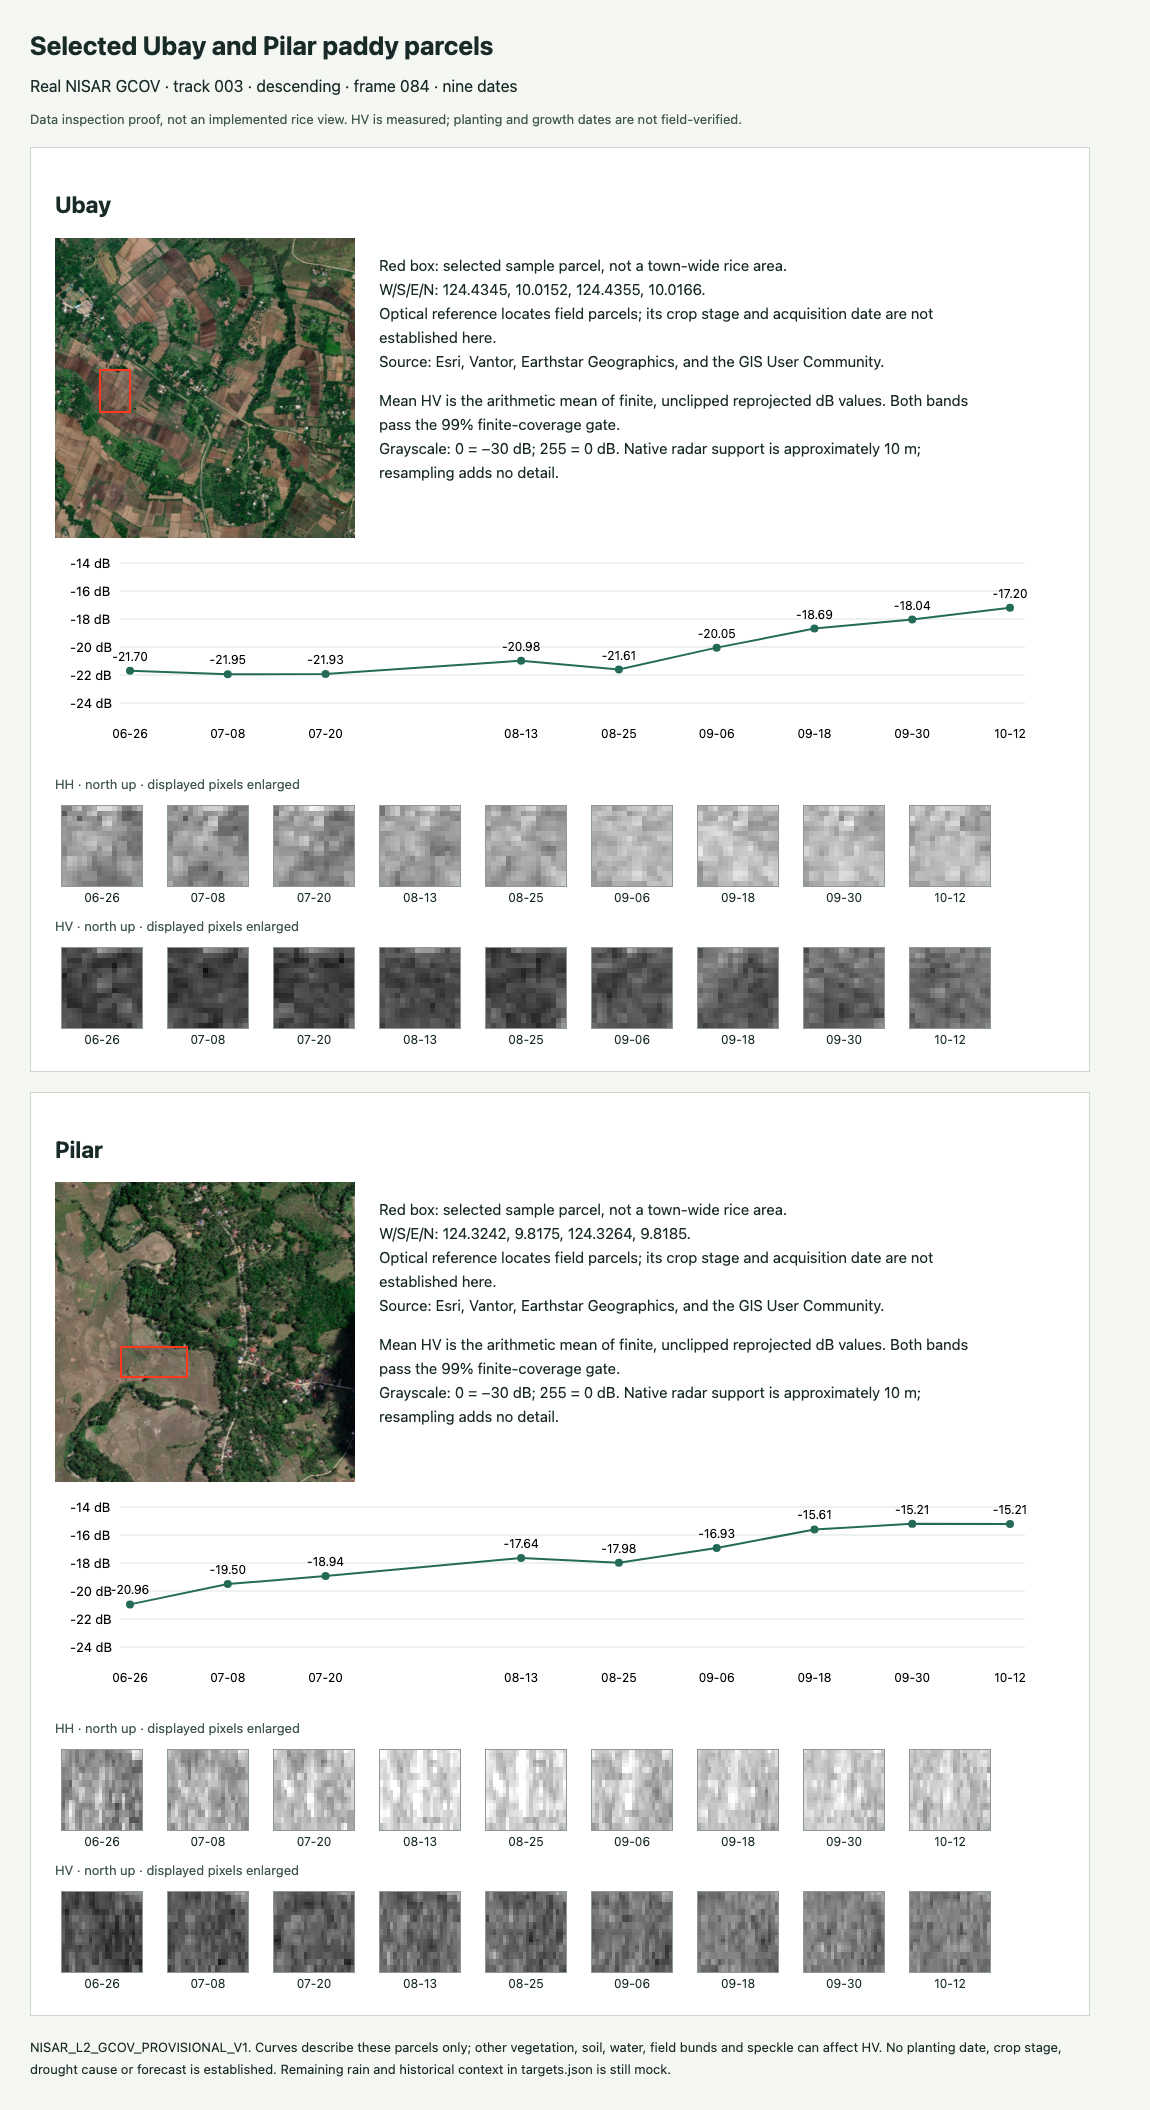 Selected Ubay and Pilar paddy parcels
Real NISAR GCOV · track 003 · descending · frame 084 · nine dates
Data inspection proof, not an implemented rice view. HV is measured; planting and growth dates are not field-verified.
Ubay
Red box: selected sample parcel, not a town-wide rice area.
W/S/E/N: 124.4345, 10.0152, 124.4355, 10.0166.
Optical reference locates field parcels; its crop stage and acquisition date are not
established here.
Source: Esri, Vantor, Earthstar Geographics, and the GIS User Community.
Mean HV is the arithmetic mean of finite, unclipped reprojected dB values. Both bands
pass the 99% finite-coverage gate.
Grayscale: 0 = −30 dB; 255 = 0 dB. Native radar support is approximately 10 m;
resampling adds no detail.
-14 dB
-16 dB
-18 dB
-20 dB
-22 dB
-24 dB
-21.70
-21.95
-21.93
-20.98
-21.61
-20.05
-18.69
-18.04
-17.20
06-26 07-08 07-20 08-13 08-25 09-06 09-18 09-30 10-12
HH · north up · displayed pixels enlarged
06-26 07-08 07-20 08-13 08-25 09-06 09-18 09-30 10-12
HV · north up · displayed pixels enlarged
06-26 07-08 07-20 08-13 08-25 09-06 09-18 09-30 10-12
Pilar
Red box: selected sample parcel, not a town-wide rice area.
W/S/E/N: 124.3242, 9.8175, 124.3264, 9.8185.
Optical reference locates field parcels; its crop stage and acquisition date are not
established here.
Source: Esri, Vantor, Earthstar Geographics, and the GIS User Community.
Mean HV is the arithmetic mean of finite, unclipped reprojected dB values. Both bands
pass the 99% finite-coverage gate.
Grayscale: 0 = −30 dB; 255 = 0 dB. Native radar support is approximately 10 m;
resampling adds no detail.
-14 dB
-16 dB
-18 dB
-20 dB
-22 dB
-24 dB
-20.96
-19.50
-18.94
-17.64
-17.98
-16.93
-15.61
-15.21
-15.21
06-26 07-08 07-20 08-13 08-25 09-06 09-18 09-30 10-12
HH · north up · displayed pixels enlarged
06-26 07-08 07-20 08-13 08-25 09-06 09-18 09-30 10-12
HV · north up · displayed pixels enlarged
06-26 07-08 07-20 08-13 08-25 09-06 09-18 09-30 10-12
NISAR_L2_GCOV_PROVISIONAL_V1. Curves describe these parcels only; other vegetation, soil, water, field bunds and speckle can affect HV. No planting date, crop stage,
drought cause or forecast is established. Remaining rain and historical context in targets.json is still mock.